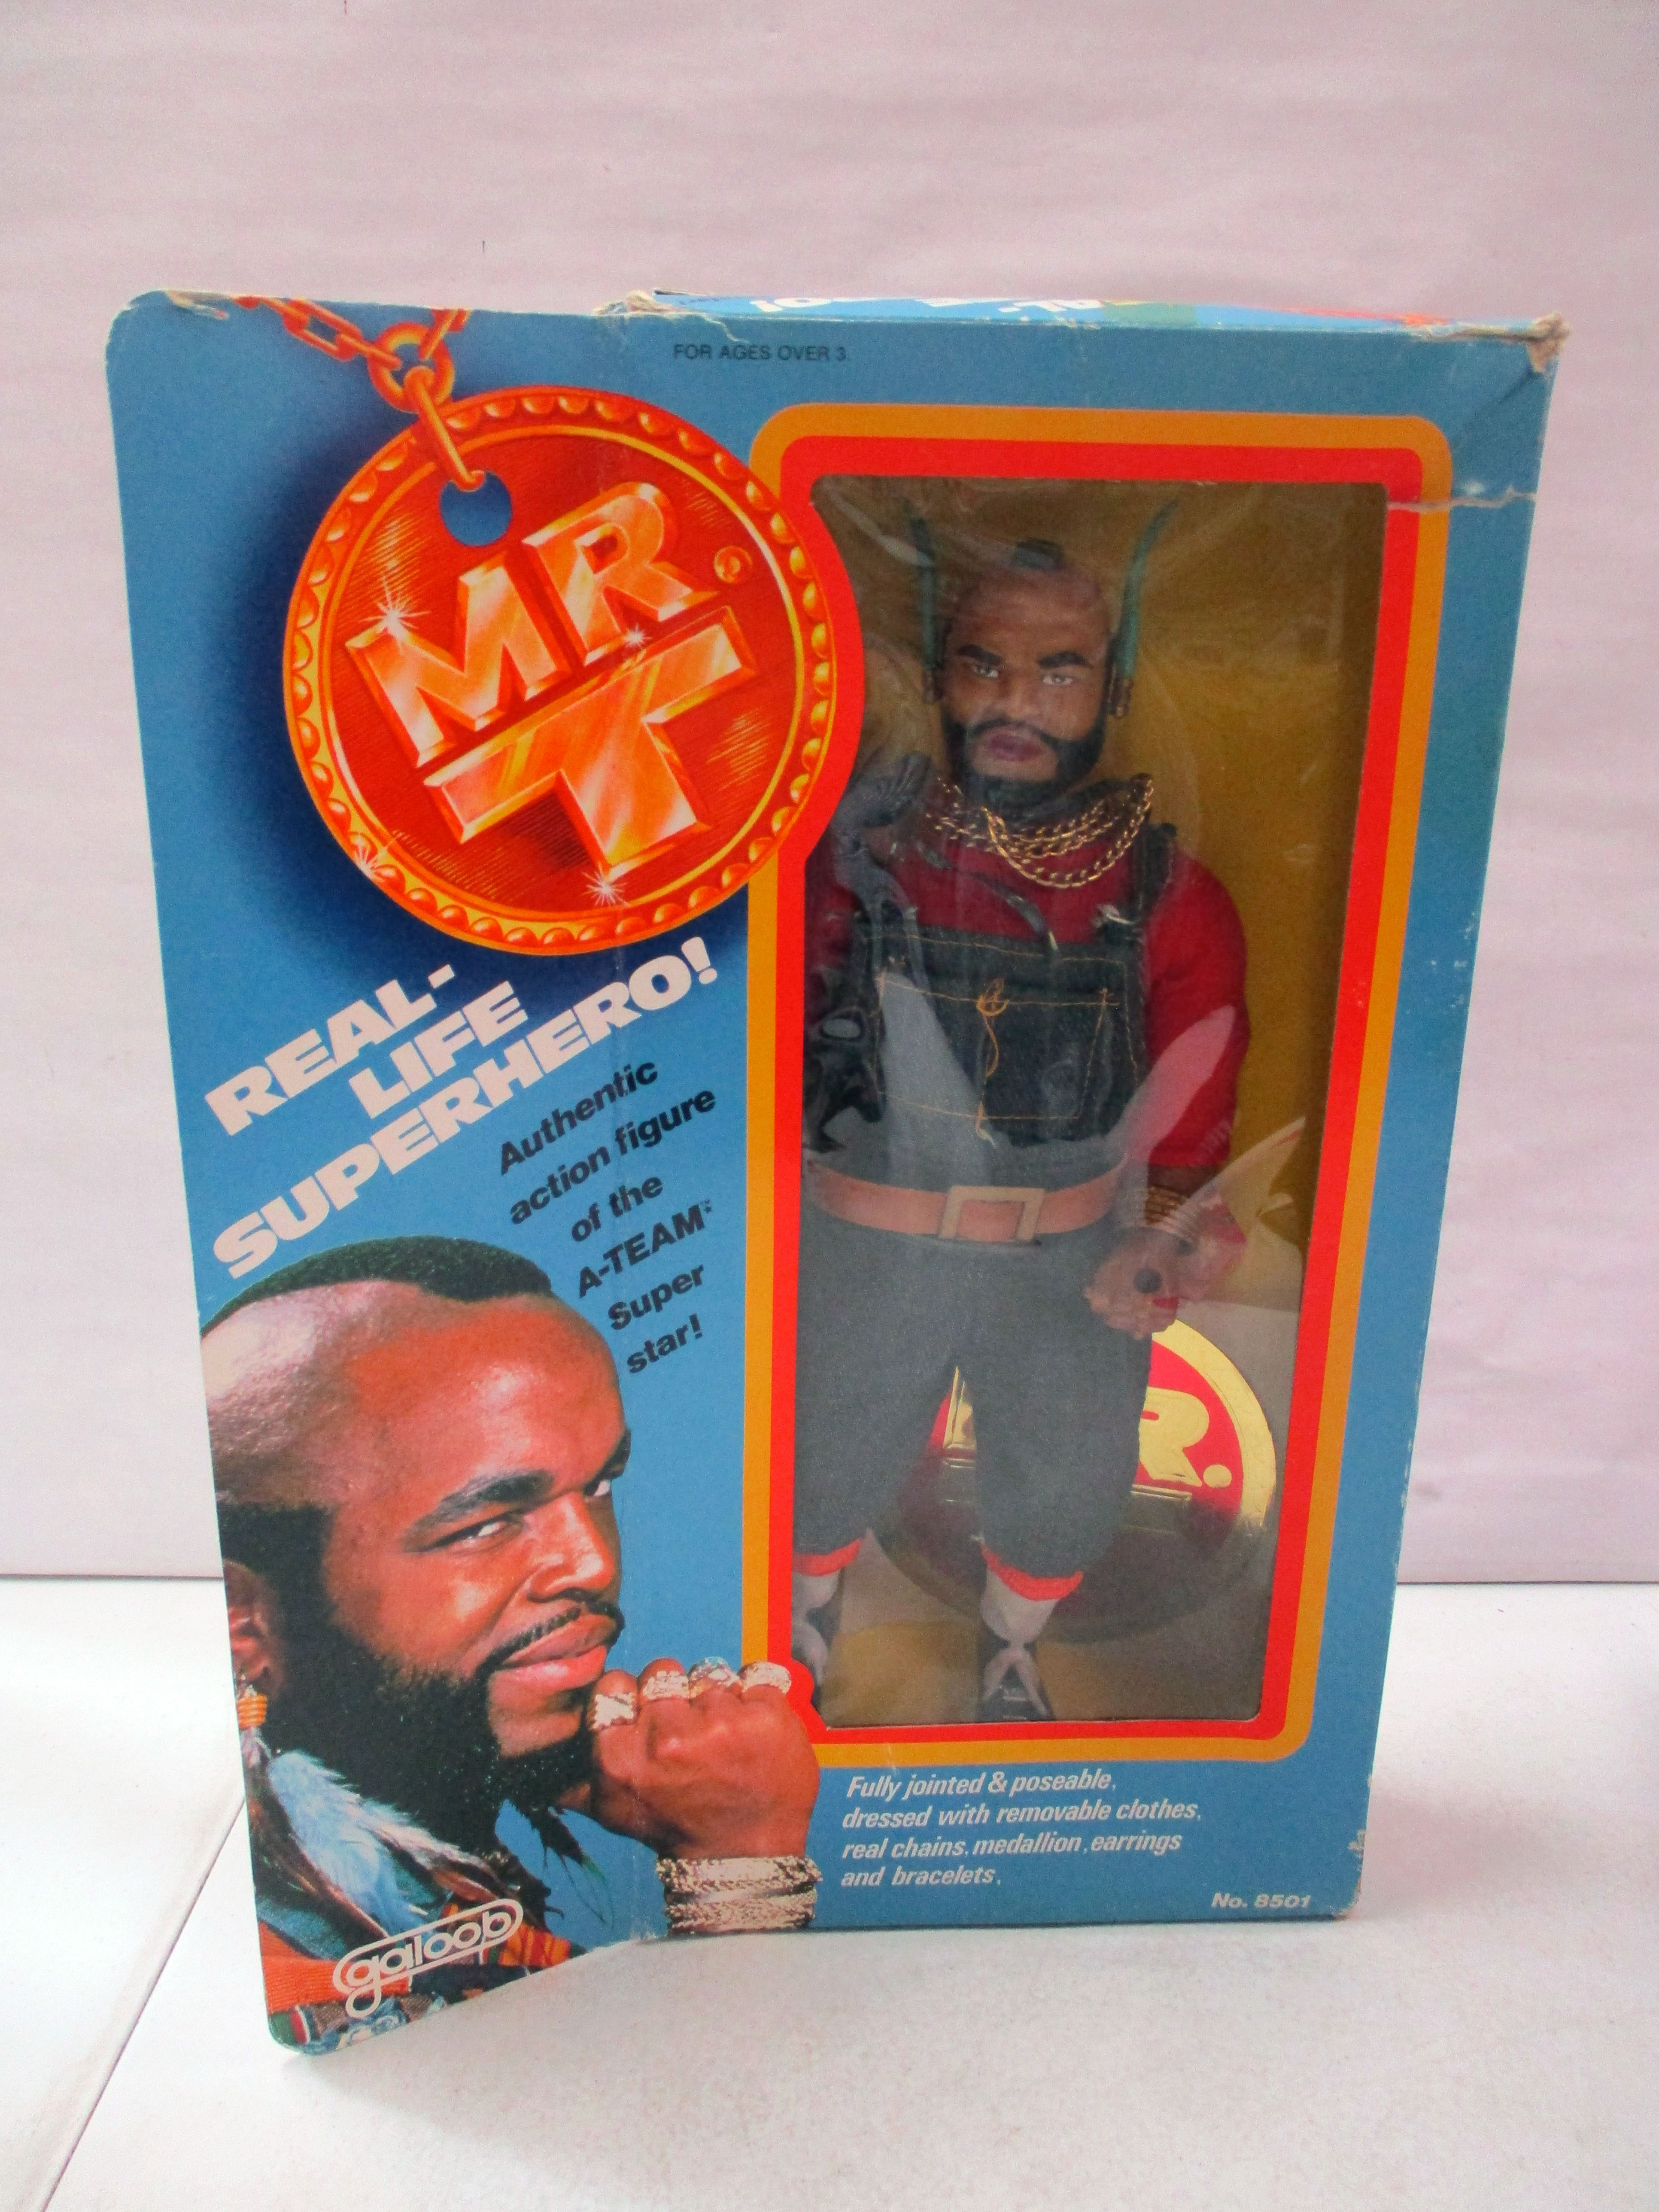 FOR AGES OVER 3.
MR.
T
REAL-
LIFE
SUPERHERO!
Authentic
action figure
of the
A-TEAM™*
Super
star!
R.
Fully jointed & poseable,
dressed with removable clothes,
real chains, medallion, earrings
and bracelets.
No. 8501
galoob